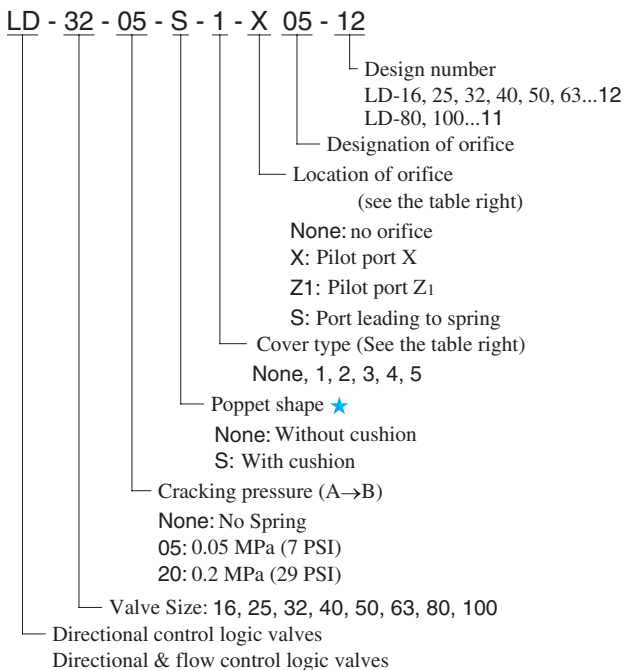 LD - 32 - 05 - S - 1 - X 05 - 12
Design number
LD-16, 25, 32, 40, 50, 63...12
LD-80, 100...11
Designation of orifice
Location of orifice
(see the table right)
None: no orifice
X: Pilot port X
Z1: Pilot port Z1
S: Port leading to spring
Cover type (See the table right)
None, 1, 2, 3, 4, 5
Poppet shape ★
None: Without cushion
S: With cushion
Cracking pressure (A→B)
None: No Spring
05: 0.05 MPa (7 PSI)
20: 0.2 MPa (29 PSI)
Valve Size: 16, 25, 32, 40, 50, 63, 80, 100
Directional control logic valves
Directional & flow control logic valves